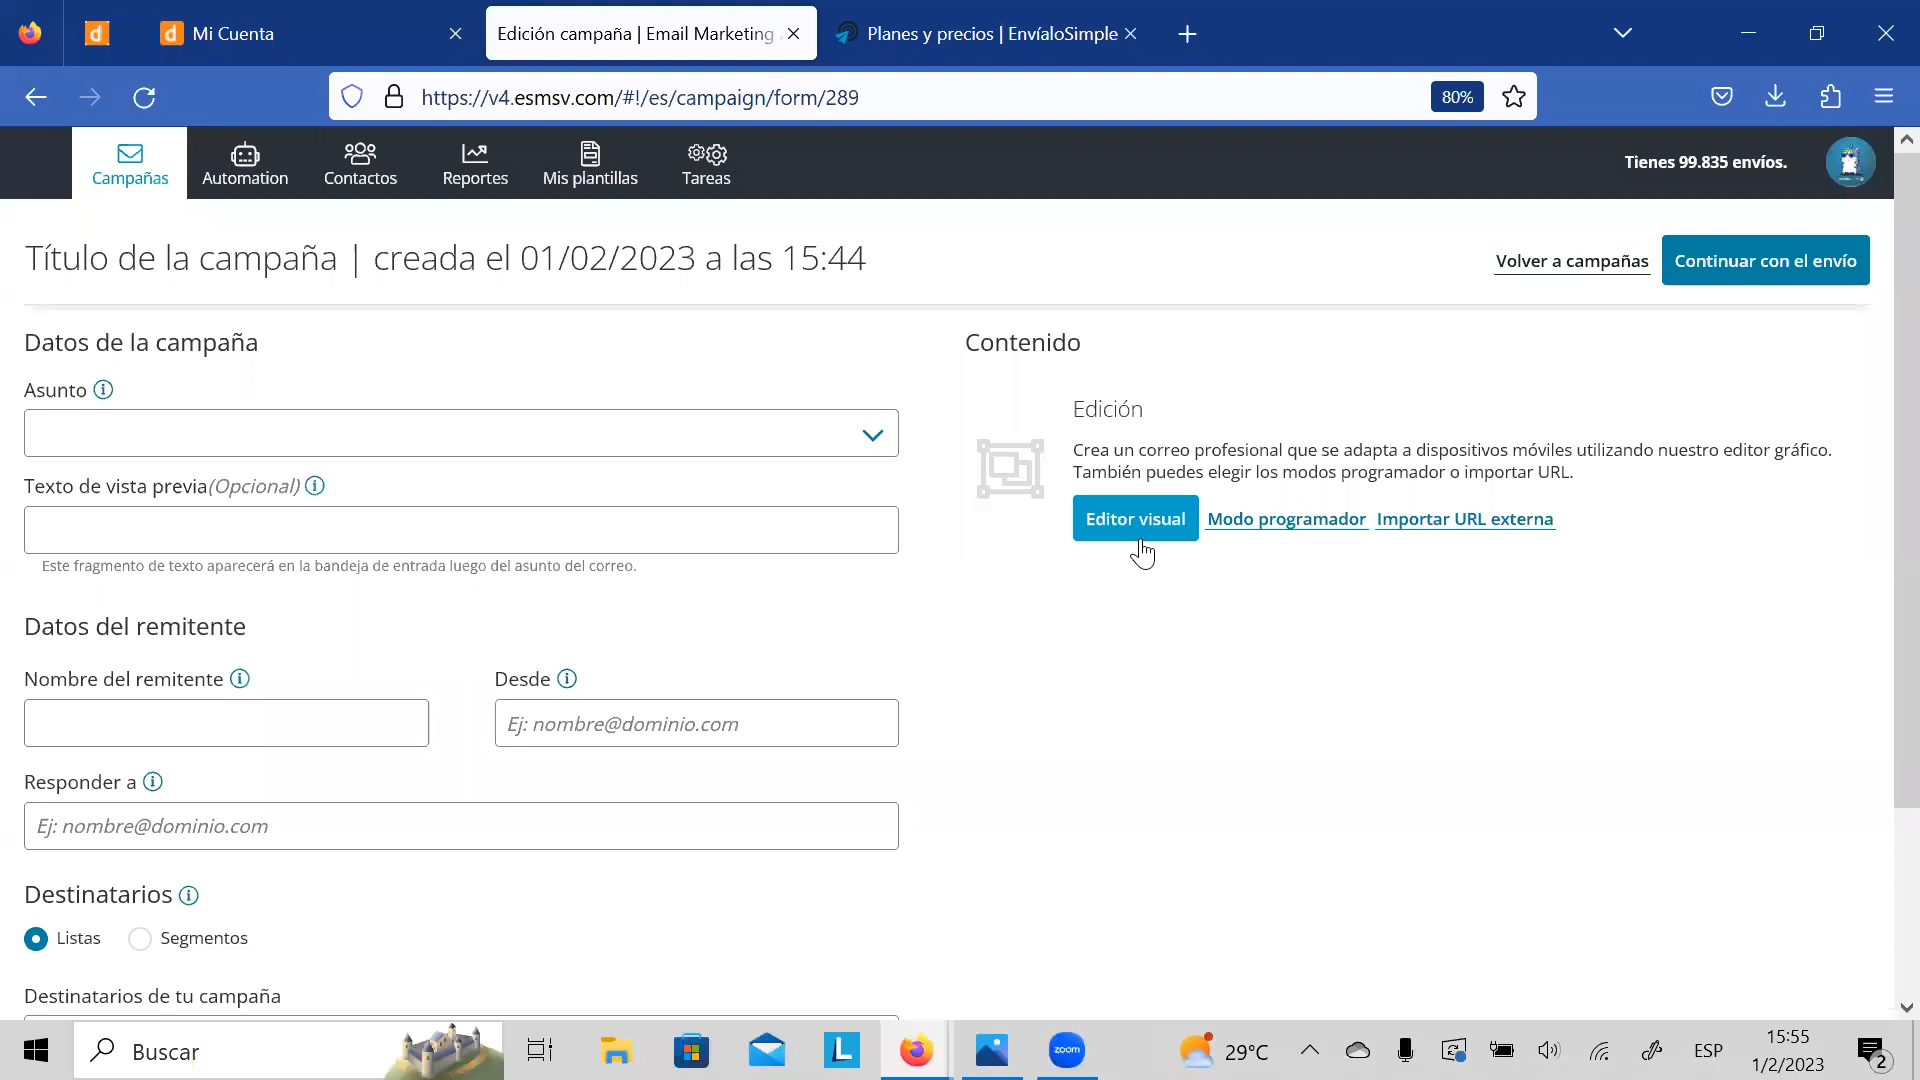 d
d Mi Cuenta
Edición campaña | Email Marketing
Planes y precios | EnvíaloSimple
https://v4.esmsv.com/#!/es/campaign/form/289
80%
Campañas
Automation
Contactos
Reportes
Mis plantillas
Tareas
Tienes 99.835 envíos.
Título de la campaña | creada el 01/02/2023 a las 15:44
Volver a campañas
Continuar con el envío
Datos de la campaña
Contenido
Asunto
Edición
Crea un correo profesional que se adapta a dispositivos móviles utilizando nuestro editor gráfico.
También puedes elegir los modos programador o importar URL.
Texto de vista previa(Opcional)
Editor visual Modo programador Importar URL externa
Este fragmento de texto aparecerá en la bandeja de entrada luego del asunto del correo.
Datos del remitente
Nombre del remitente
Desde
Ej: nombre@dominio.com
Responder a
Ej: nombre@dominio.com
Destinatarios
Listas
Segmentos
Destinatarios de tu campaña
Buscar
L
zoom
29°C
ESP
15:55
1/2/2023
2